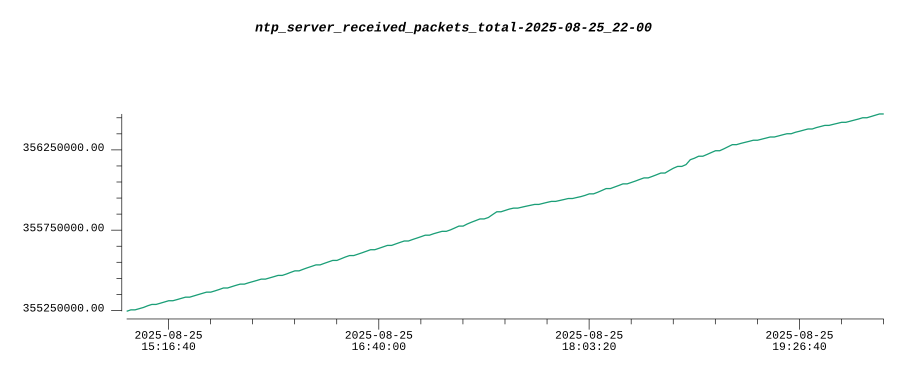 ntp_server_received_packets_total-2025-08-25_22-00
356250000.00
355750000.00
355250000.00
2025-08-25 2025-08-25 2025-08-25 2025-08-25
15:16:40 16:40:00 18:03:20 19:26:40